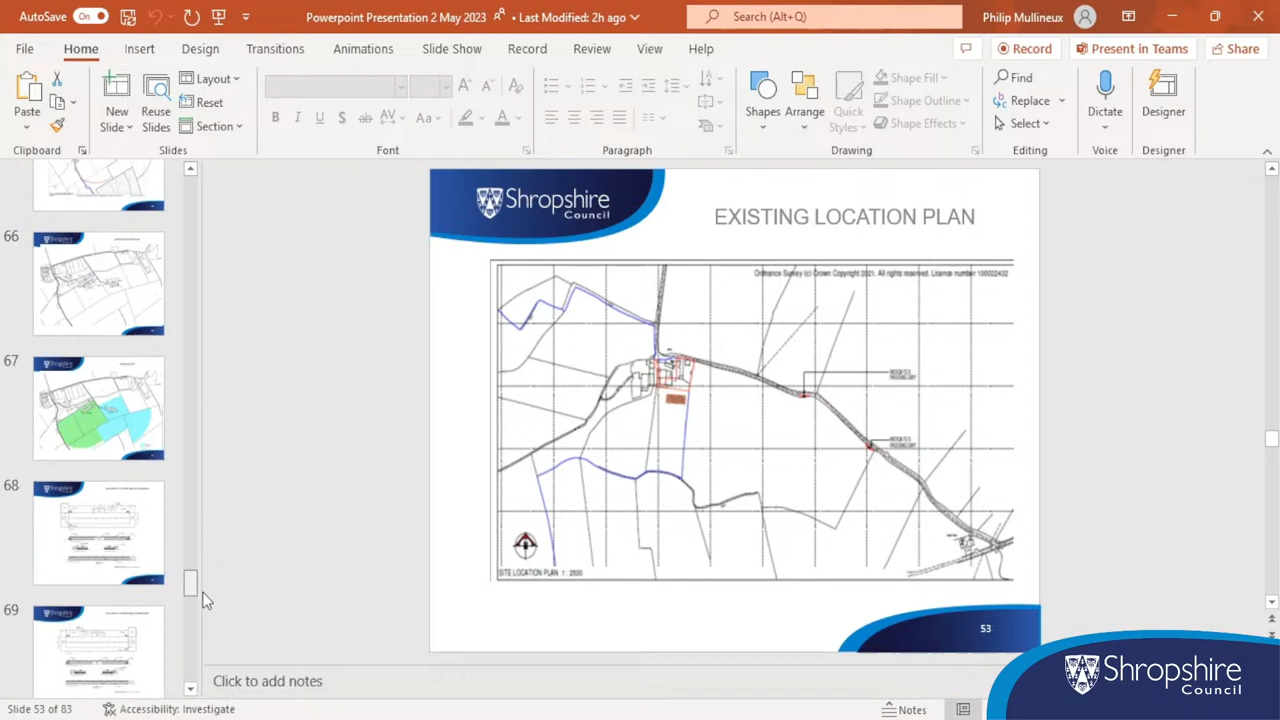 AutoSave On Powerpoint Presentation 2 May 2023 • Last Modified: 2h ago Search (Alt+Q) Philip Mullineux
File Home Insert Design Transitions Animations Slide Show Record Review View Help Record Present in Teams Share
Paste New Slide Reuse Slides Layout Reset Section Shapes Arrange Quick Styles Shape Fill Shape Outline Shape Effects Find Replace Select Dictate Designer
Clipboard Slides Font Paragraph Drawing Editing Voice Designer
66
67
68
69
Shropshire
Council
EXISTING LOCATION PLAN
Ordnance Survey (c) Crown Copyright 2021. All rights reserved. Licence number 100022432
SITE LOCATION PLAN 1 : 2500
53
Click to add notes
Slide 53 of 83 Accessibility: Investigate Notes
Shropshire
Council